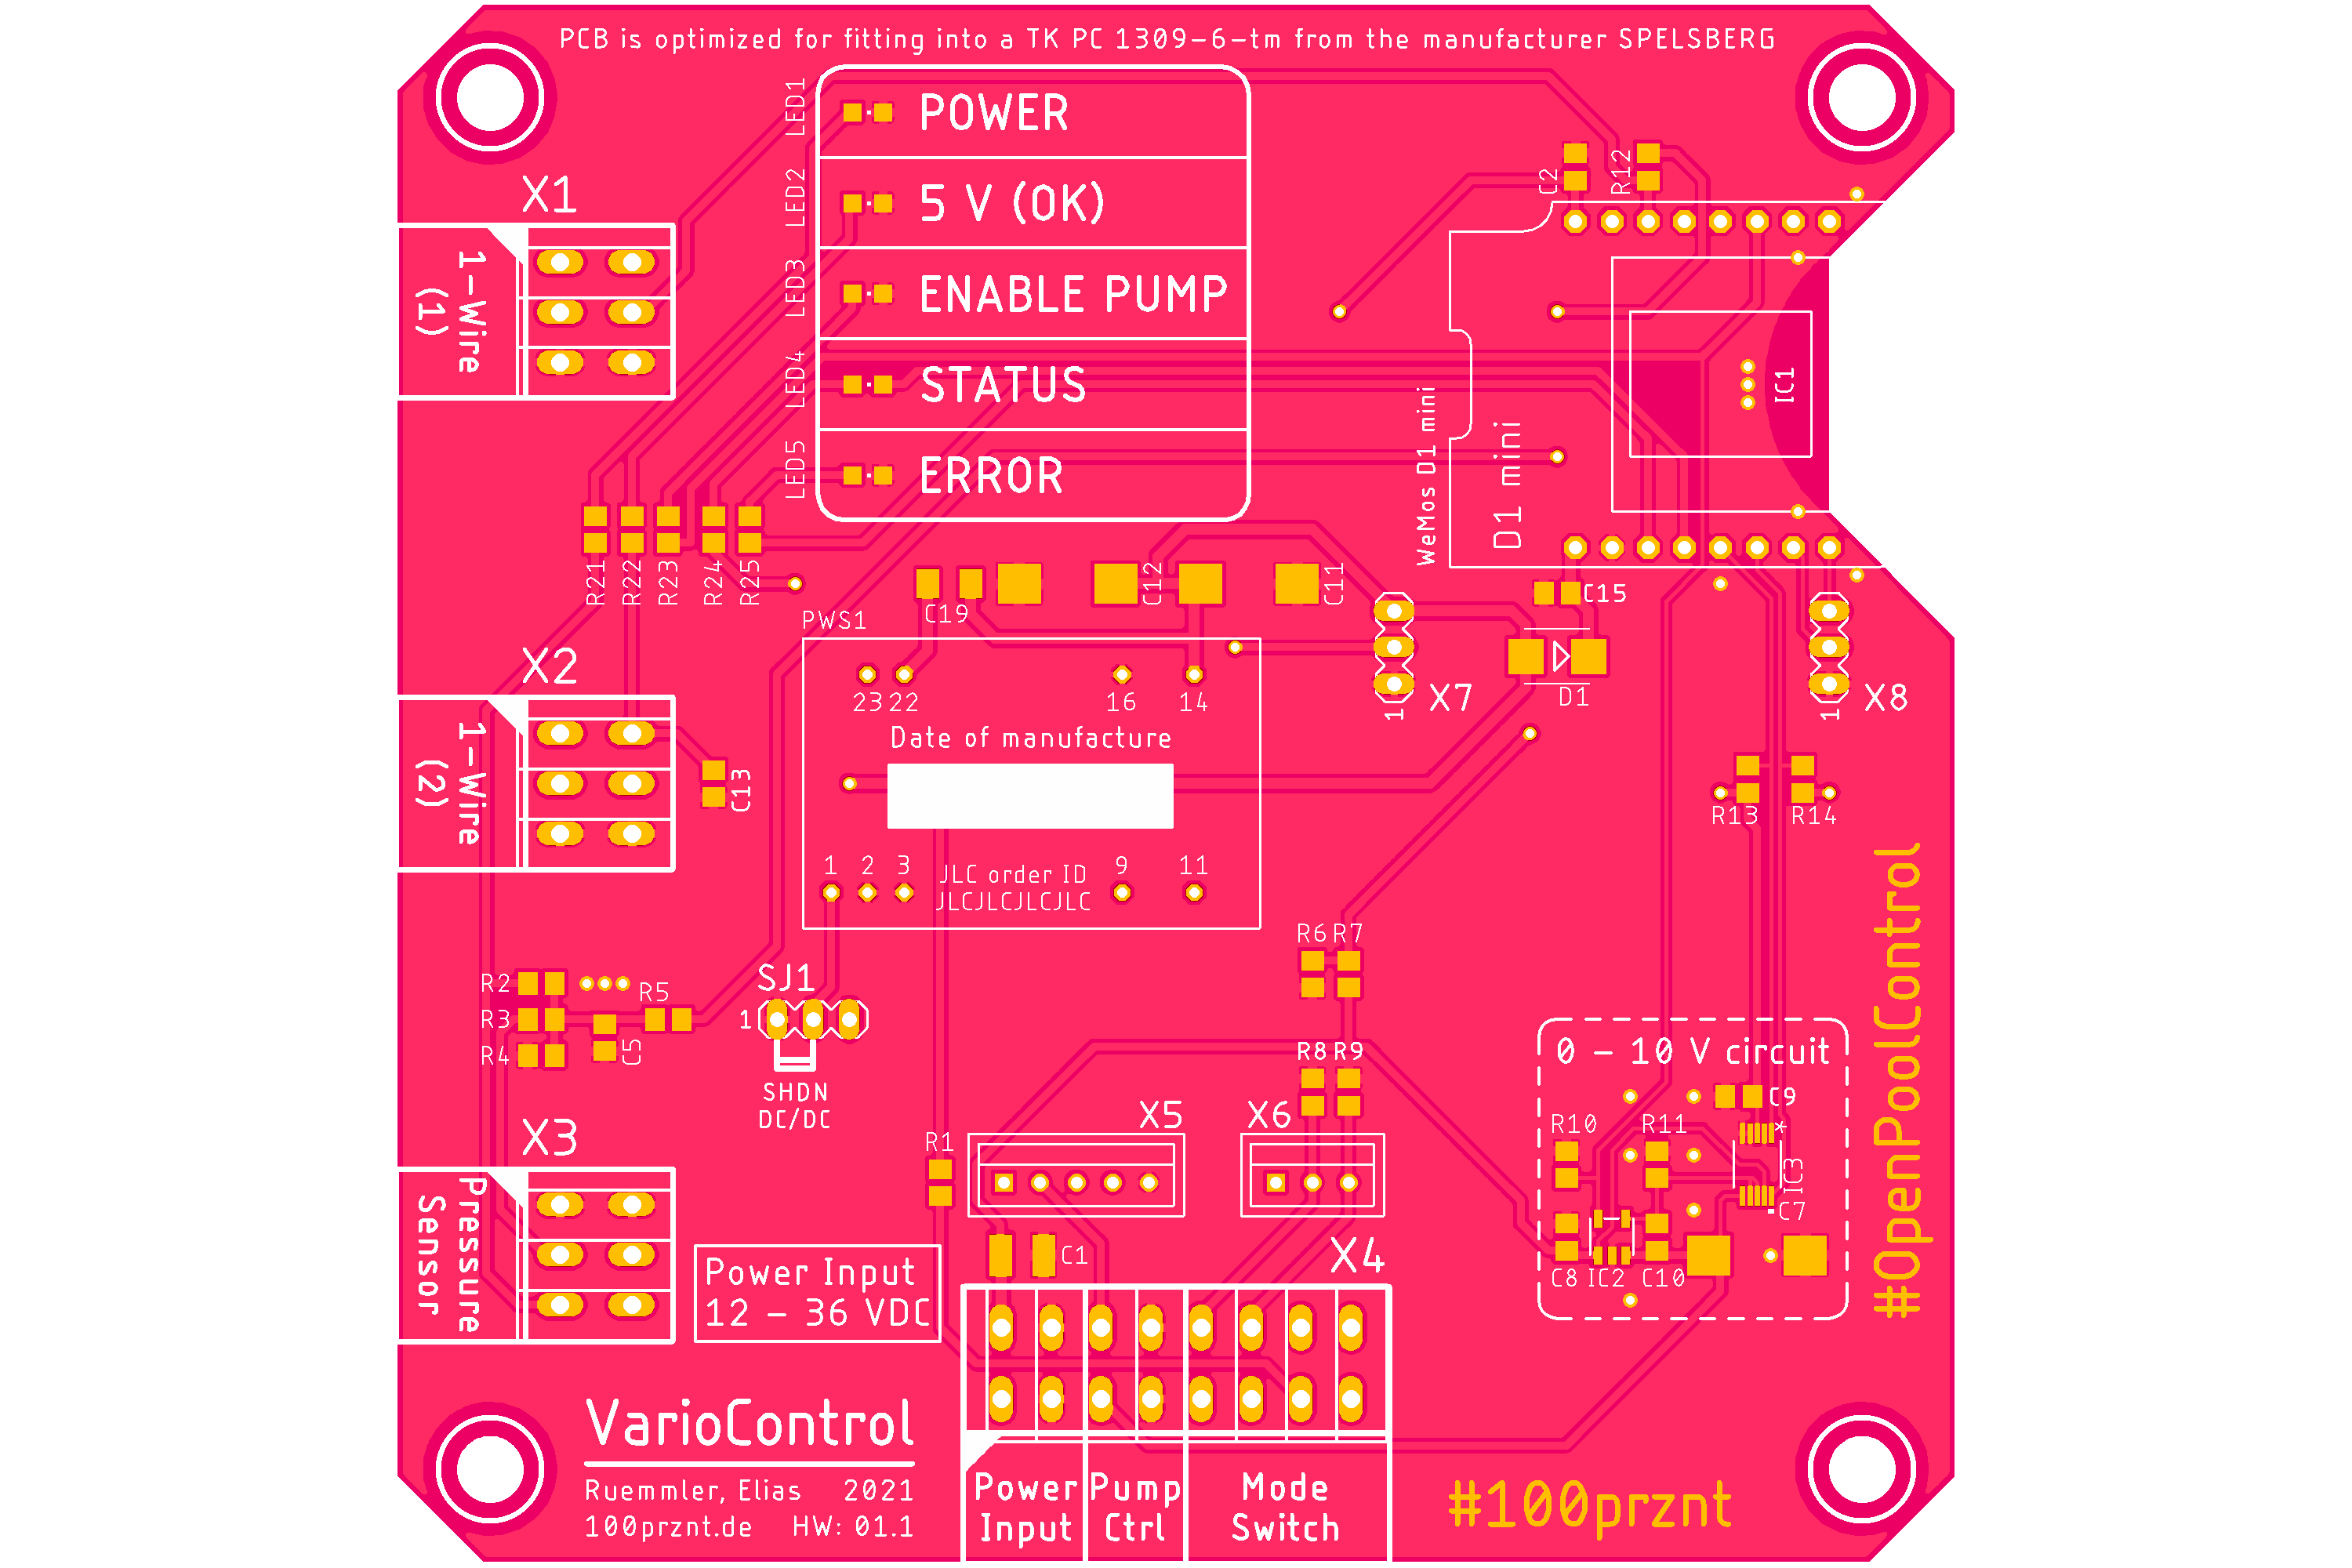 PCB is optimized for fitting into a TK PC 1309-6-tm from the manufacturer SPELSBERG
LED1
POWER
LED2
5 V (OK)
LED3
ENABLE PUMP
LED4
STATUS
LED5
ERROR
C2
R12
X1
1-Wire
(1)
IC1
WeMos D1 mini
D1 mini
R21
R22
R23
R24
R25
C19
C12
C11
C15
PWS1
X2
1-Wire
(2)
C13
23
22
16
14
Date of manufacture
1
X7
D1
1
X8
R13
R14
1
2
3
9
11
JLC order ID
JLCJLCJLCJLC
#OpenPoolControl
R6
R7
R2
R3
R4
R5
C5
SJ1
1
SHDN
DC/DC
R8
R9
0 - 10 V circuit
C9
R10
R11
*
IC3
C7
C8
IC2
C10
X3
Pressure
Sensor
R1
X5
X6
C1
X4
Power Input
12 - 36 VDC
VarioControl
Ruemmler, Elias 2021
100prznt.de HW: 01.1
Power
Input
Pump
Ctrl
Mode
Switch
#100prznt